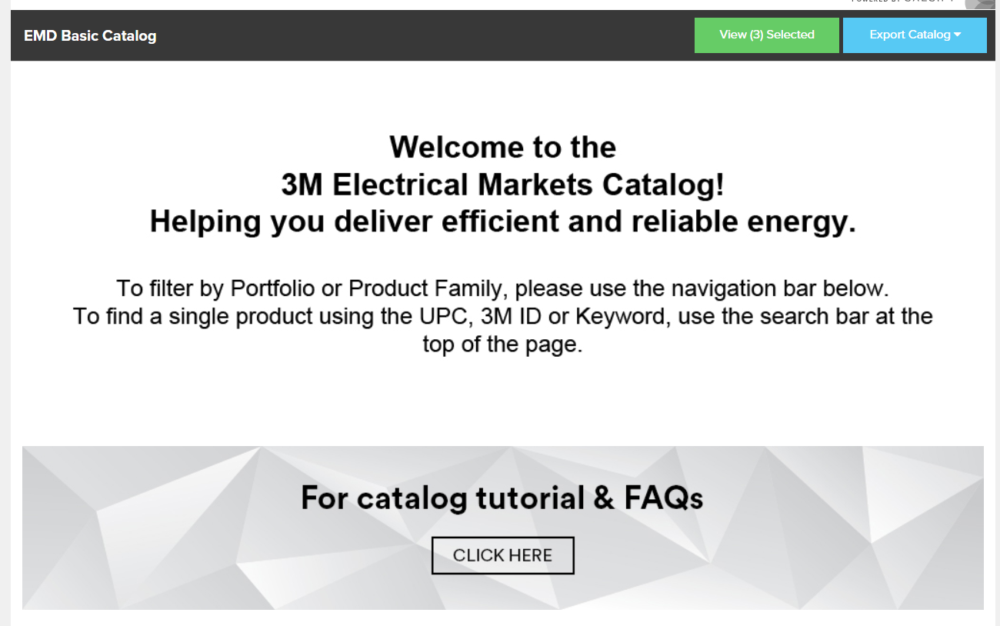 POWERED BY SALSIFY
EMD Basic Catalog
View (3) Selected
Export Catalog
Welcome to the
3M Electrical Markets Catalog!
Helping you deliver efficient and reliable energy.
To filter by Portfolio or Product Family, please use the navigation bar below.
To find a single product using the UPC, 3M ID or Keyword, use the search bar at the
top of the page.
For catalog tutorial & FAQs
CLICK HERE